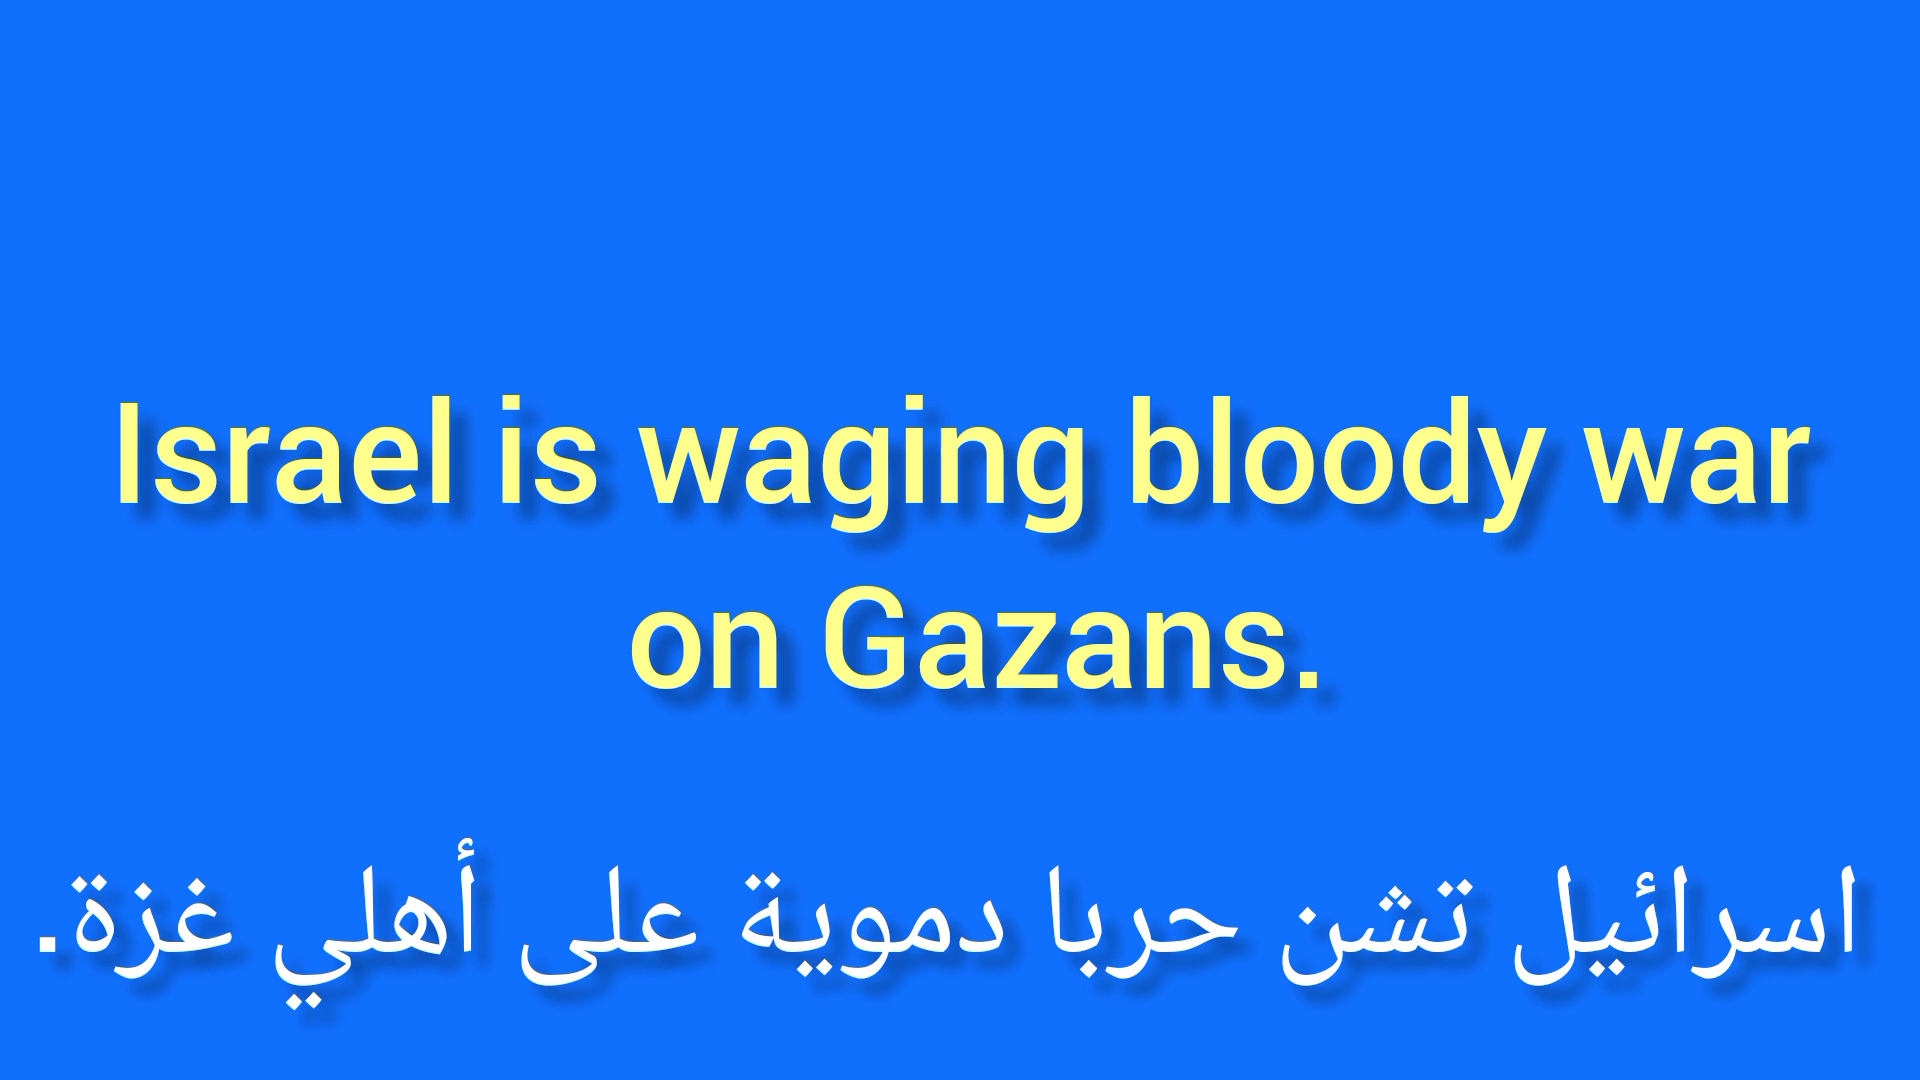 Israel is waging bloody war
on Gazans.
اسرائيل تشن حربا دموية على أهلي غزة.